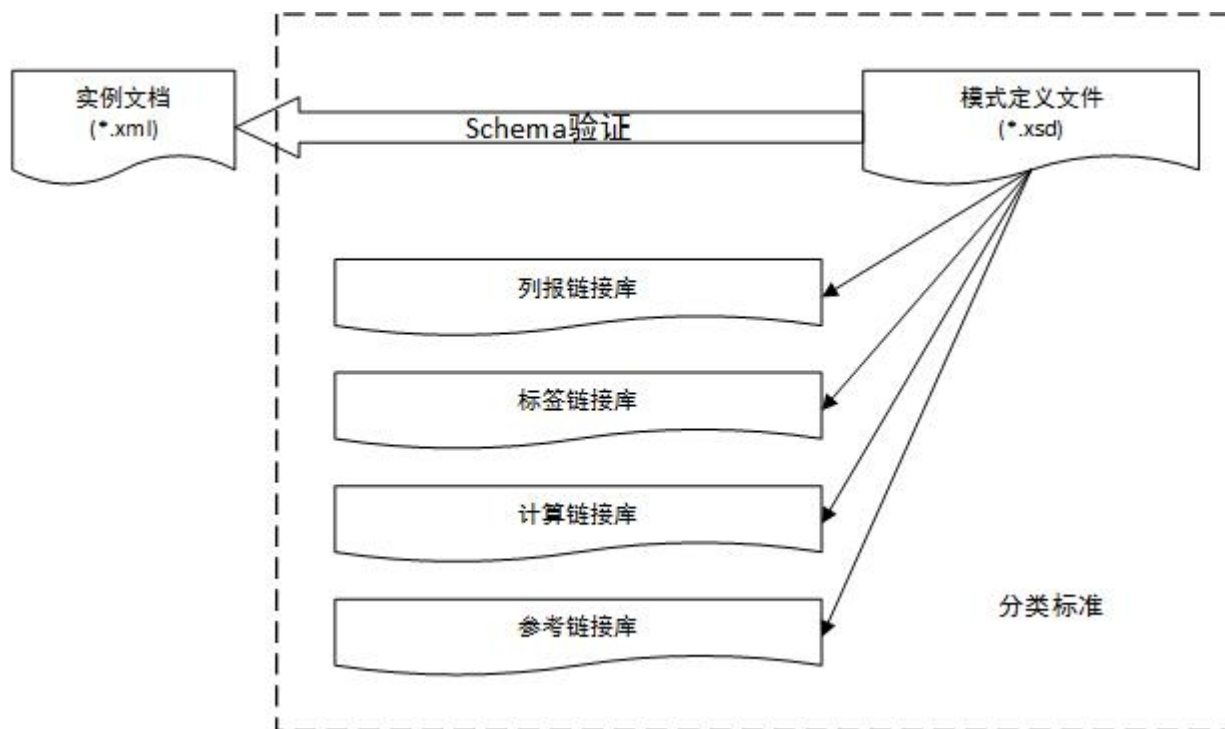 实例文档
(*.xml)
Schema验证
模式定义文件
(*.xsd)
列报链接库
标签链接库
计算链接库
参考链接库
分类标准